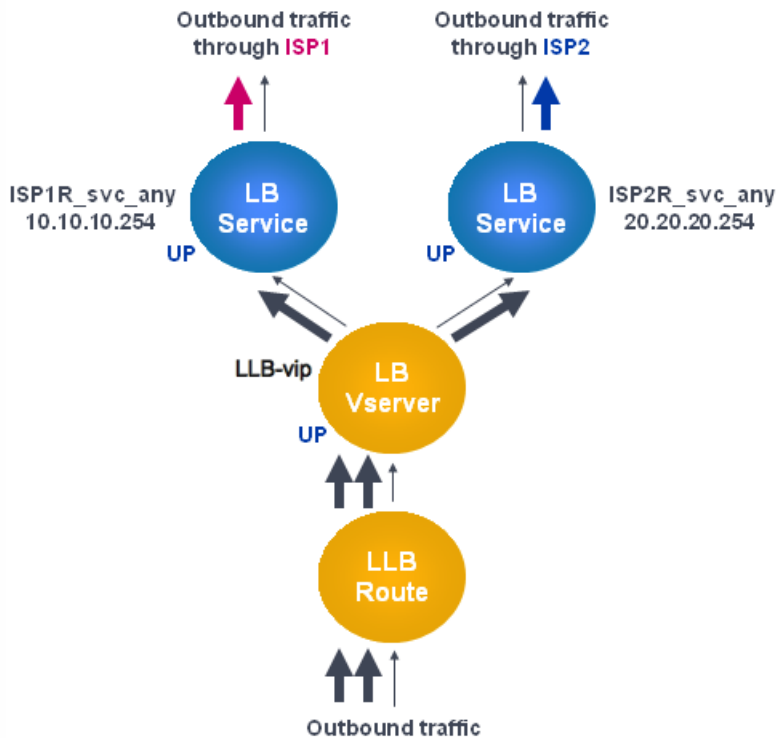 Outbound traffic
through ISP1
Outbound traffic
through ISP2
ISP1R_svc_any
10.10.10.254
LB
Service
UP
LB
Service
UP
ISP2R_svc_any
20.20.20.254
LLB-vip
LB
Vserver
UP
LLB
Route
Outbound traffic